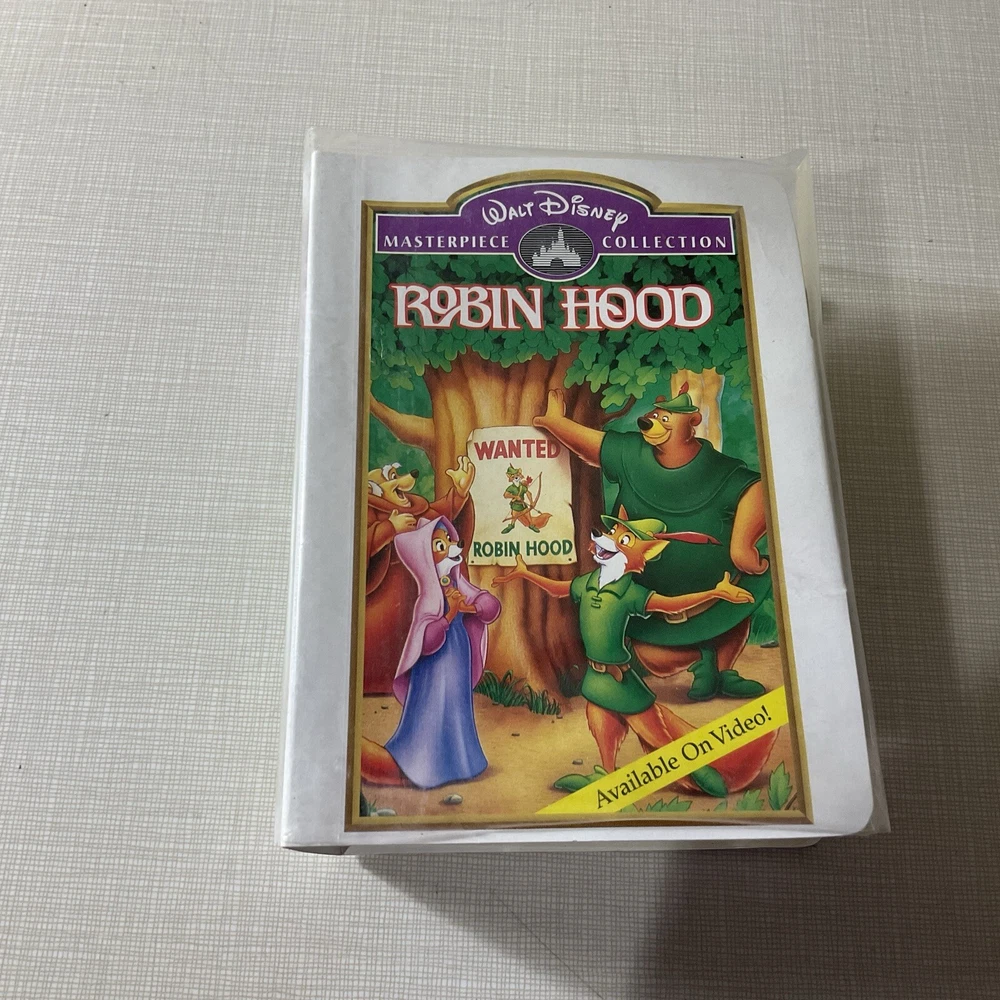 Walt Disney
MASTERPIECE COLLECTION
ROBIN HOOD
WANTED
ROBIN HOOD
Available On Video!